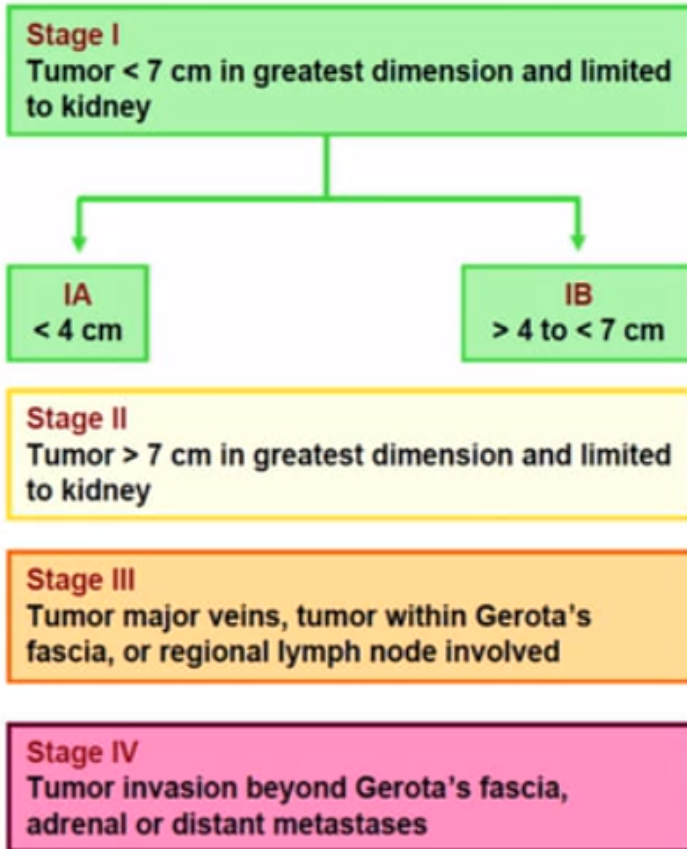 Stage I
Tumor < 7 cm in greatest dimension and limited
to kidney
IA
< 4 cm
IB
> 4 to < 7 cm
Stage II
Tumor > 7 cm in greatest dimension and limited
to kidney
Stage III
Tumor major veins, tumor within Gerota's
fascia, or regional lymph node involved
Stage IV
Tumor invasion beyond Gerota's fascia,
adrenal or distant metastases